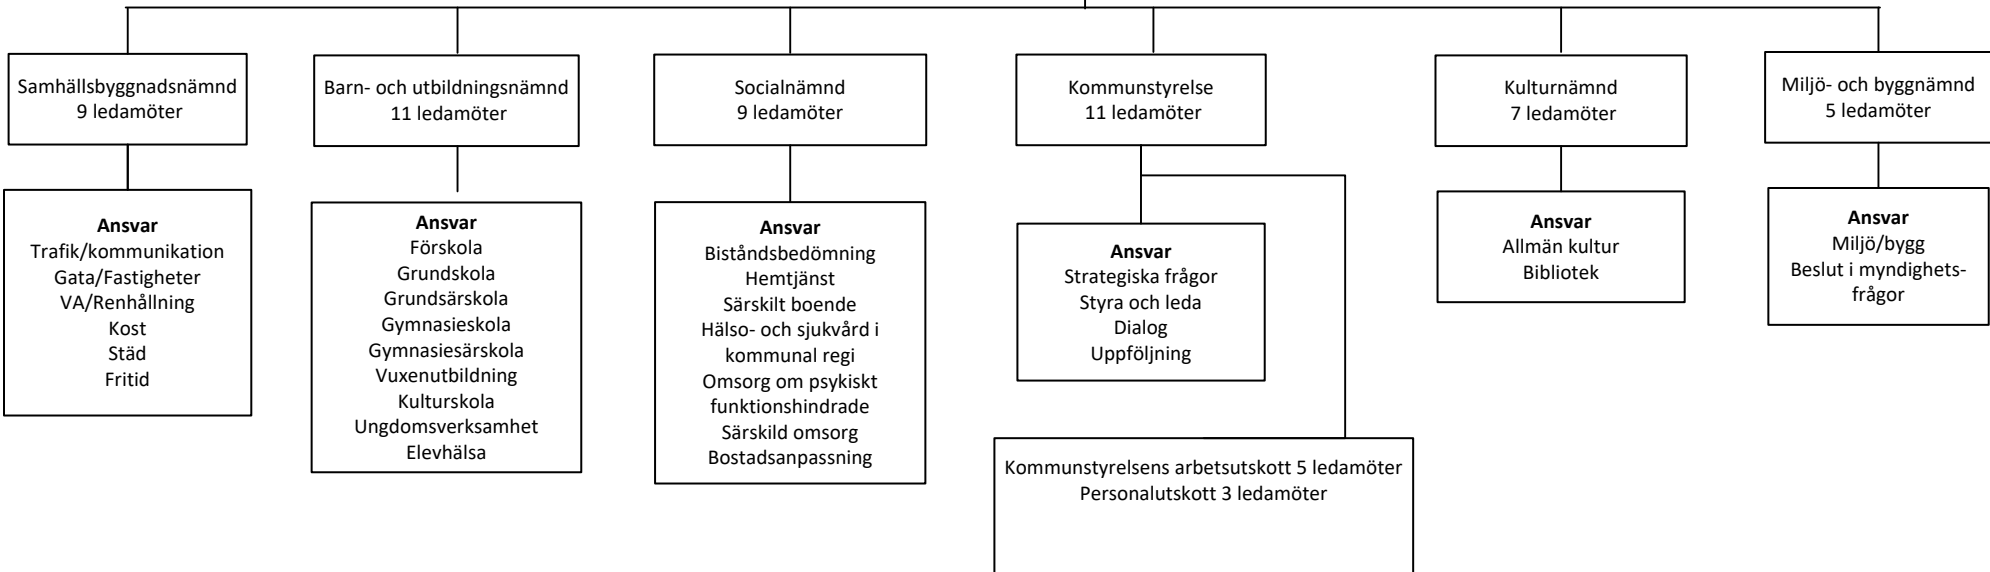 Samhällsbyggnadsnämnd
9 ledamöter
Barn- och utbildningsnämnd
11 ledamöter
Socialnämnd
9 ledamöter
Kommunstyrelse
11 ledamöter
Kulturnämnd
7 ledamöter
Miljö- och byggnämnd
5 ledamöter
Ansvar
Trafik/kommunikation
Gata/Fastigheter
VA/Renhållning
Kost
Städ
Fritid
Ansvar
Förskola
Grundskola
Grundsärskola
Gymnasieskola
Gymnasiesärskola
Vuxenutbildning
Kulturskola
Ungdomsverksamhet
Elevhälsa
Ansvar
Biståndsbedömning
Hemtjänst
Särskilt boende
Hälso- och sjukvård i
kommunal regi
Omsorg om psykiskt
funktionshindrade
Särskild omsorg
Bostadsanpassning
Ansvar
Strategiska frågor
Styra och leda
Dialog
Uppföljning
Kommunstyrelsens arbetsutskott 5 ledamöter
Personalutskott 3 ledamöter
Ansvar
Allmän kultur
Bibliotek
Ansvar
Miljö/bygg
Beslut i myndighets-
frågor